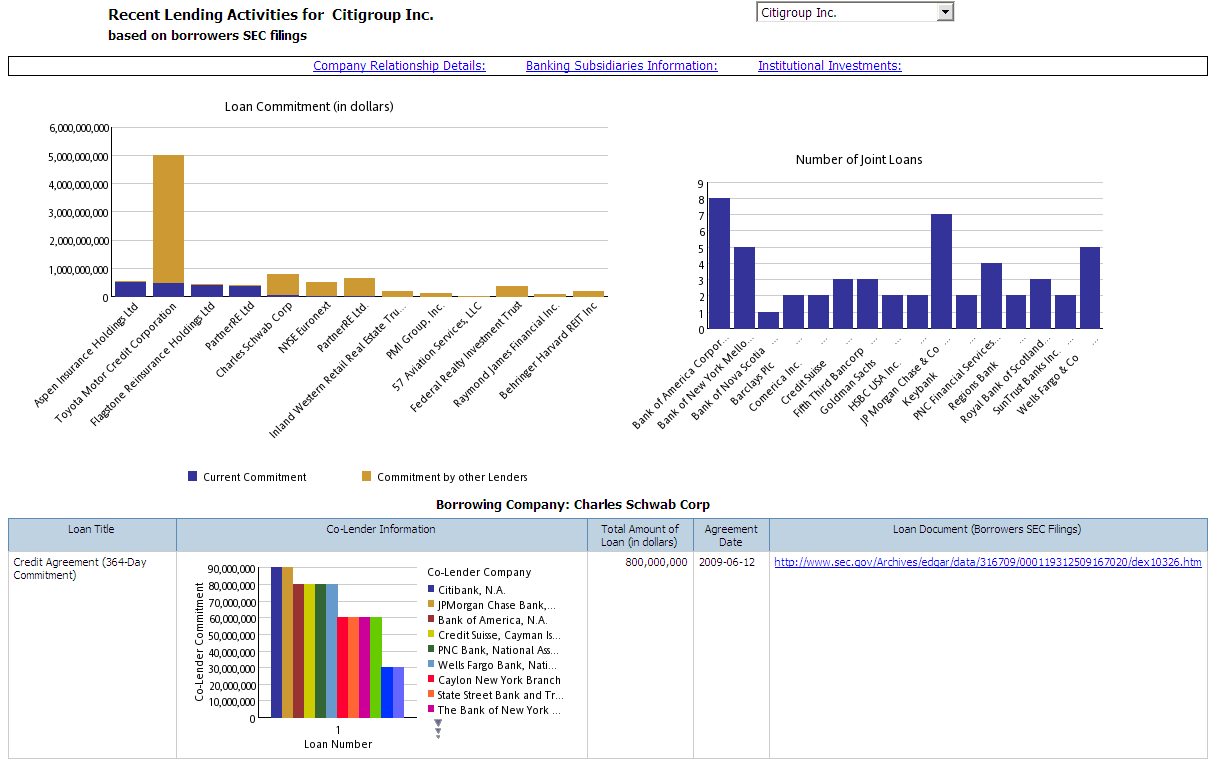 Recent Lending Activities for Citigroup Inc.
based on borrowers SEC filings
Citigroup Inc.
Company Relationship Details: Banking Subsidiaries Information: Institutional Investments:
Loan Commitment (in dollars)
6,000,000,000
5,000,000,000
4,000,000,000
3,000,000,000
2,000,000,000
1,000,000,000
0
Aspen Insurance Holdings Ltd
Toyota Motor Credit Corporation
Flagstone Reinsurance Holdings Ltd
PartnerRE Ltd
Charles Schwab Corp
NYSE Euronext
PartnerRE Ltd.
Inland Western Retail Real Estate Tru...
PMI Group, Inc.
57 Aviation Services, LLC
Federal Realty Investment Trust
Raymond James Financial Inc.
Behringer Harvard REIT Inc
Current Commitment
Commitment by other Lenders
Number of Joint Loans
9
8
7
6
5
4
3
2
1
0
Bank of America Corpor...
Bank of New York Mello...
Bank of Nova Scotia ...
Barclays Plc ...
Comerica Inc. ...
Credit Suisse ...
Fifth Third Bancorp ...
Goldman Sachs ...
HSBC USA Inc. ...
JP Morgan Chase & Co ...
Keybank ...
PNC Financial Services...
Regions Bank ...
Royal Bank of Scotland...
SunTrust Banks Inc. ...
Wells Fargo & Co ...
Borrowing Company: Charles Schwab Corp
Loan Title
Co-Lender Information
Total Amount of
Loan (in dollars)
Agreement
Date
Loan Document (Borrowers SEC Filings)
Credit Agreement (364-Day
Commitment)
Co-Lender Commitment
90,000,000
80,000,000
70,000,000
60,000,000
50,000,000
40,000,000
30,000,000
20,000,000
10,000,000
0
1
Loan Number
Co-Lender Company
Citibank, N.A.
JPMorgan Chase Bank,...
Bank of America, N.A.
Credit Suisse, Cayman Is...
PNC Bank, National Ass...
Wells Fargo Bank, Nati...
Caylon New York Branch
State Street Bank and Tr...
The Bank of New York ...
800,000,000
2009-06-12
http://www.sec.gov/Archives/edgar/data/316709/000119312509167020/dex10326.htm